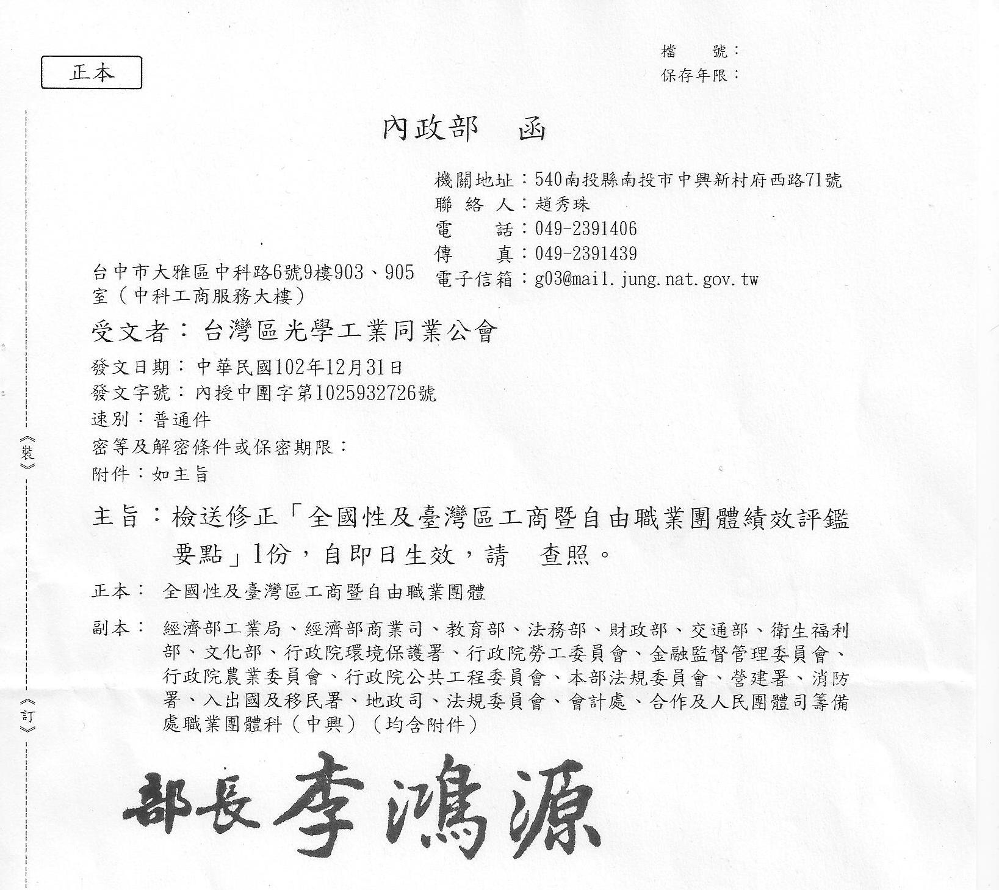 檔　　號：
保存年限：
正本
內政部　函
機關地址：540南投縣南投市中興新村府西路71號
聯 絡 人：趙秀珠
電　　話：049-2391406
傳　　真：049-2391439
電子信箱：g03@mail.jung.nat.gov.tw
台中市大雅區中科路6號9樓903、905
室（中科工商服務大樓）
受文者：台灣區光學工業同業公會
發文日期：中華民國102年12月31日
發文字號：內授中團字第1025932726號
速別：普通件
密等及解密條件或保密期限：
附件：如主旨
主旨：檢送修正「全國性及臺灣區工商暨自由職業團體績效評鑑
要點」1份，自即日生效，請　查照。
正本：全國性及臺灣區工商暨自由職業團體
副本：經濟部工業局、經濟部商業司、教育部、法務部、財政部、交通部、衛生福利
部、文化部、行政院環境保護署、行政院勞工委員會、金融監督管理委員會、
行政院農業委員會、行政院公共工程委員會、本部法規委員會、營建署、消防
署、入出國及移民署、地政司、法規委員會、會計處、合作及人民團體司籌備
處職業團體科（中興）（均含附件）
部長 李鴻源
《裝》
《訂》